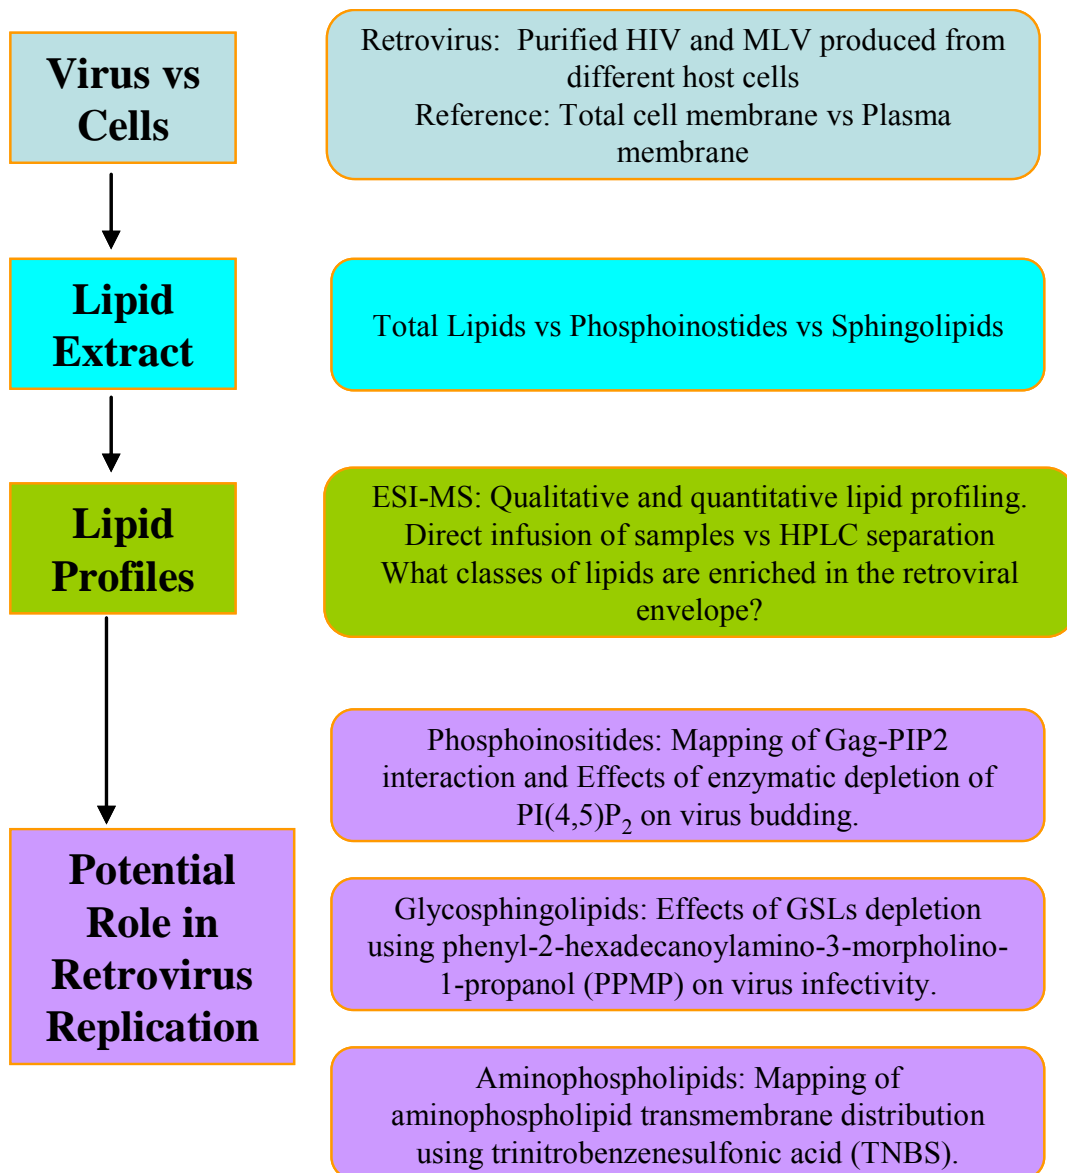 Virus vs
Cells
Retrovirus:  Purified HIV and MLV produced from
different host cells
Reference: Total cell membrane vs Plasma
membrane
Lipid
Extract
Total Lipids vs Phosphoinostides vs Sphingolipids
Lipid
Profiles
ESI-MS: Qualitative and quantitative lipid profiling.
Direct infusion of samples vs HPLC separation
What classes of lipids are enriched in the retroviral
envelope?
Potential
Role in
Retrovirus
Replication
Phosphoinositides: Mapping of Gag-PIP2
interaction and Effects of enzymatic depletion of
PI(4,5)P₂ on virus budding.
Glycosphingolipids: Effects of GSLs depletion
using phenyl-2-hexadecanoylamino-3-morpholino-
1-propanol (PPMP) on virus infectivity.
Aminophospolipids: Mapping of
aminophospolipid transmembrane distribution
using trinitrobenzenesulfonic acid (TNBS).